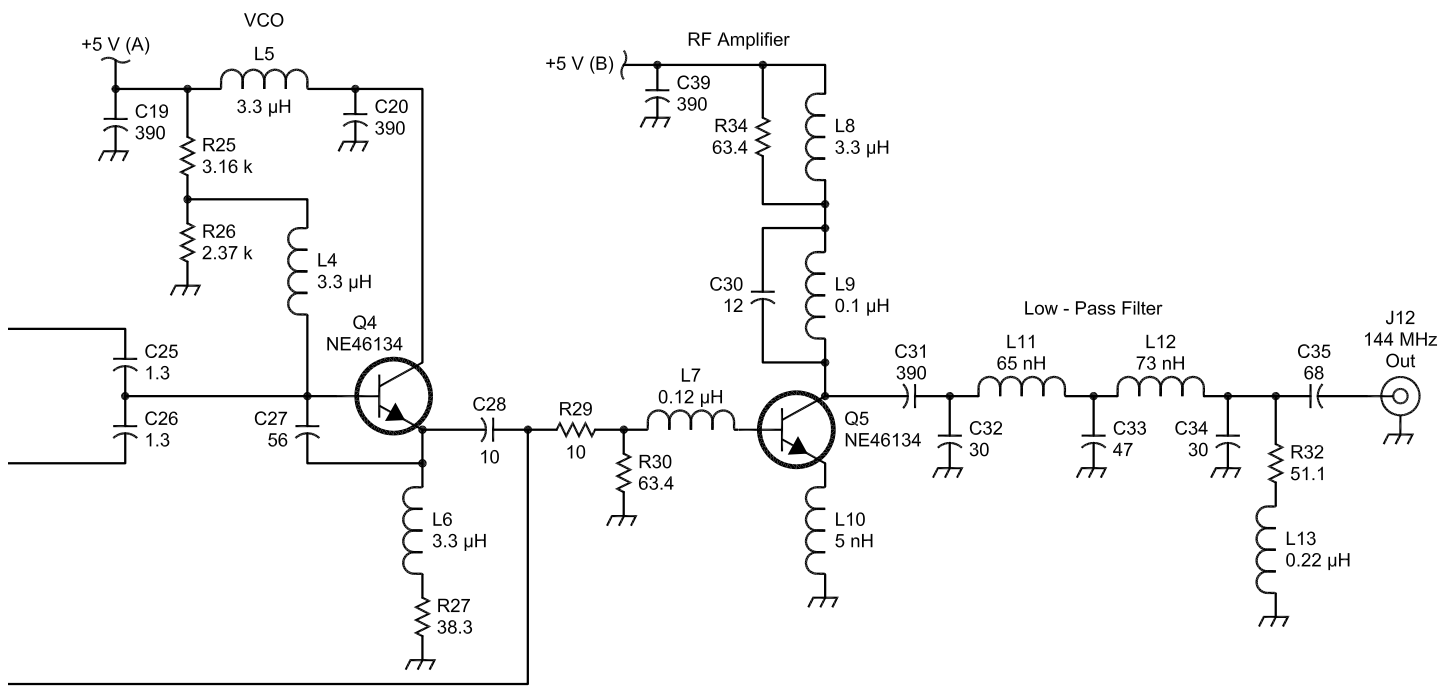 VCO
+5 V (A)
L5
3.3 µH
C19
390
C20
390
R25
3.16 k
R26
2.37 k
L4
3.3 µH
Q4
NE46134
C25
1.3
C26
1.3
C27
56
C28
10
R29
10
L6
3.3 µH
R27
38.3
R30
63.4
L7
0.12 µH
RF Amplifier
+5 V (B)
C39
390
R34
63.4
L8
3.3 µH
C30
12
L9
0.1 µH
Q5
NE46134
L10
5 nH
C31
390
Low - Pass Filter
L11
65 nH
L12
73 nH
C32
30
C33
47
C34
30
C35
68
R32
51.1
L13
0.22 µH
J12
144 MHz
Out